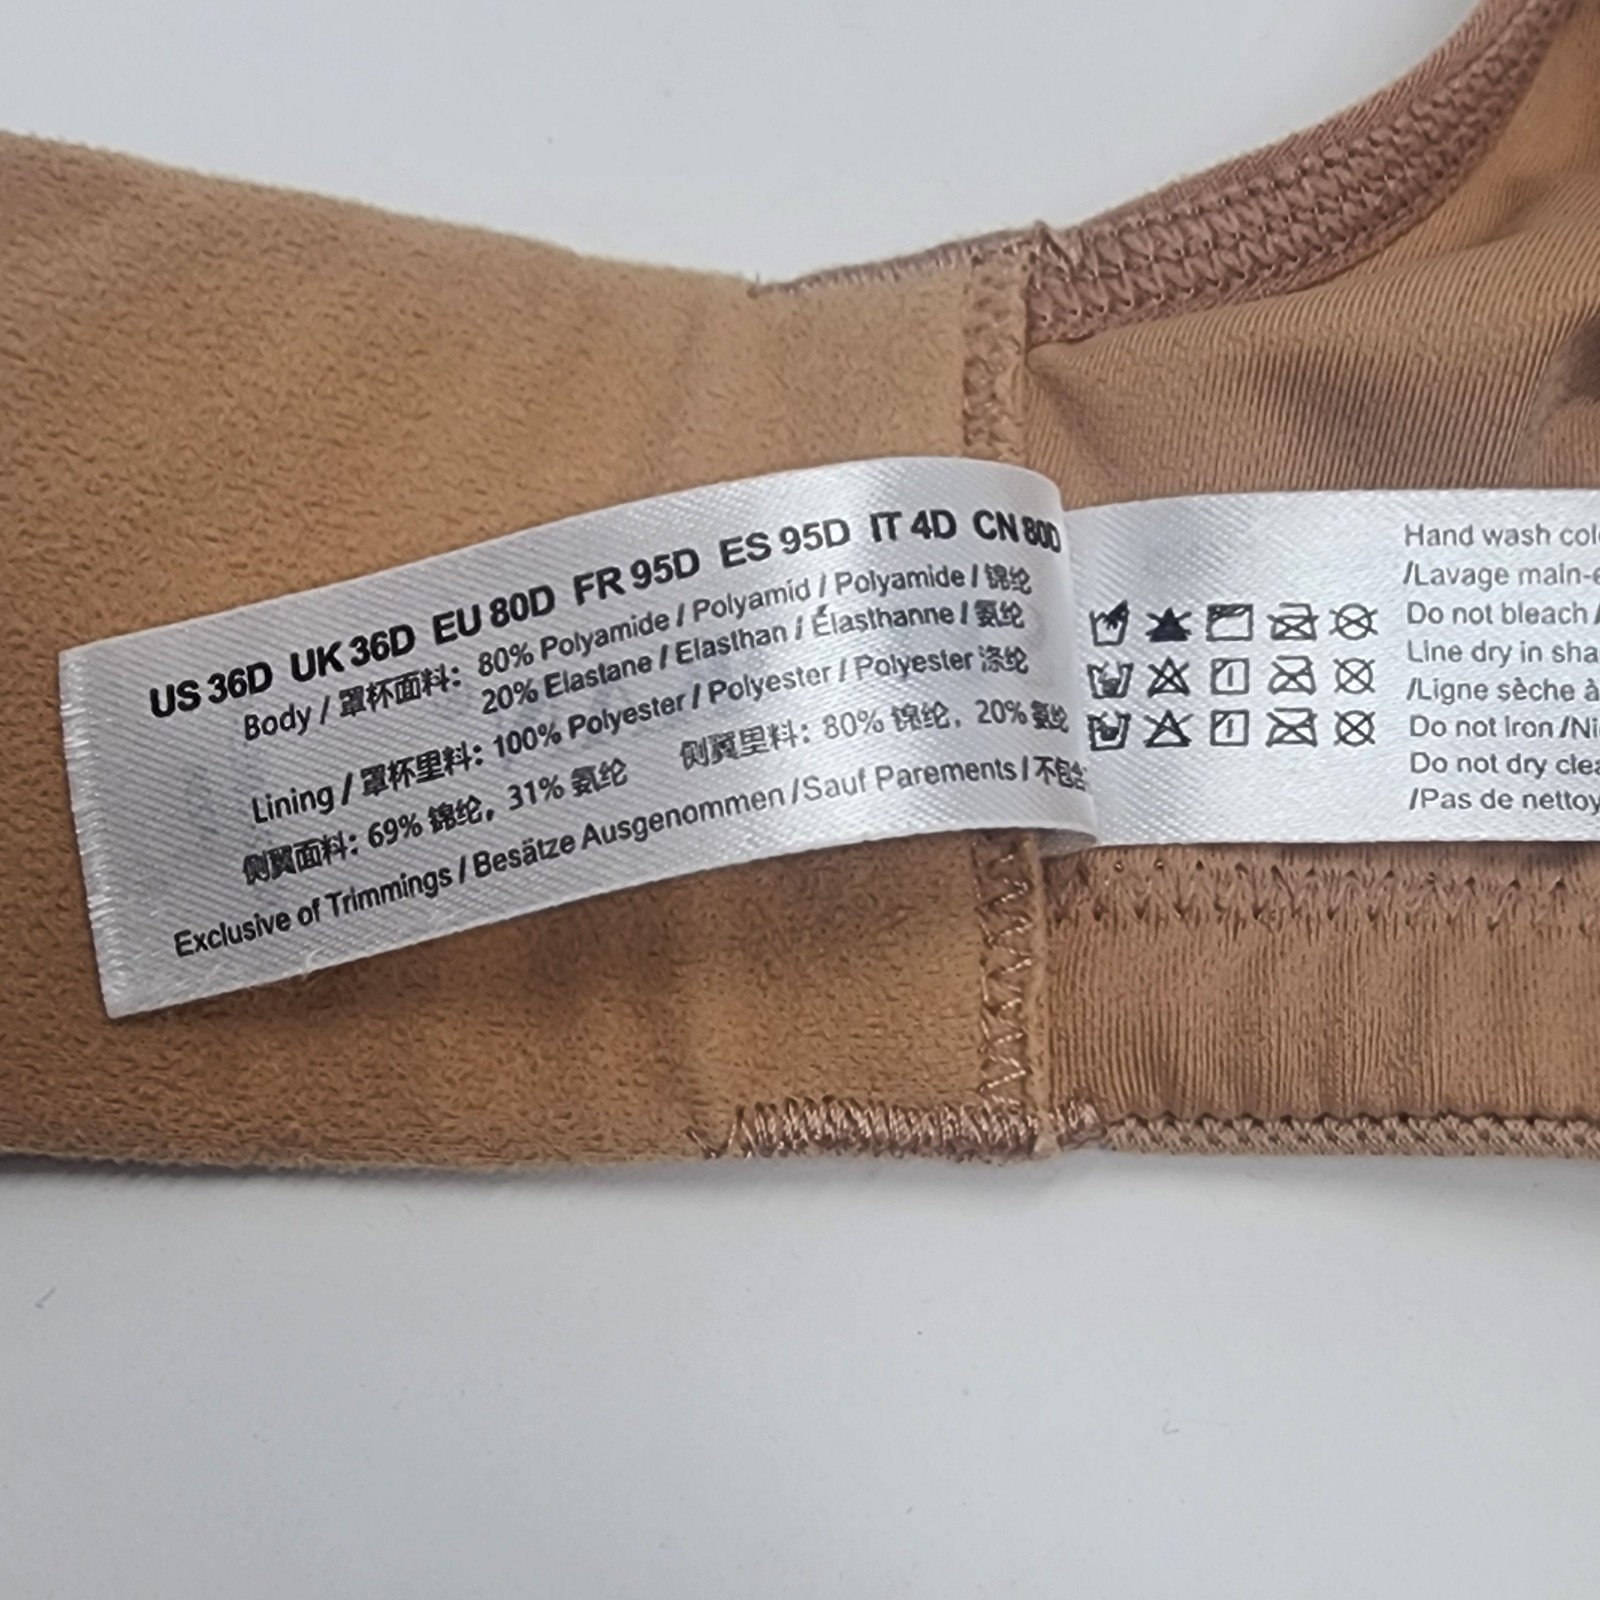 US 36D UK 36D EU 80D FR 95D ES 95D IT 4D CN 80D
Body / 罩杯面料：80% Polyamide / Polyamid / Polyamide / 锦纶
20% Elastane / Elasthan / Élasthanne / 氨纶
Lining / 罩杯里料：100% Polyester / Polyester / Polyester 涤纶
侧翼面料：69% 锦纶，31% 氨纶 侧翼里料：80% 锦纶，20% 氨纶
Exclusive of Trimmings / Besätze Ausgenommen /Sauf Parements / 不包含
Hand wash
/Lavage
Do not bleach /
Line dry in
/Ligne sèche à
Do not Iron /
Do not dry
/Pas de